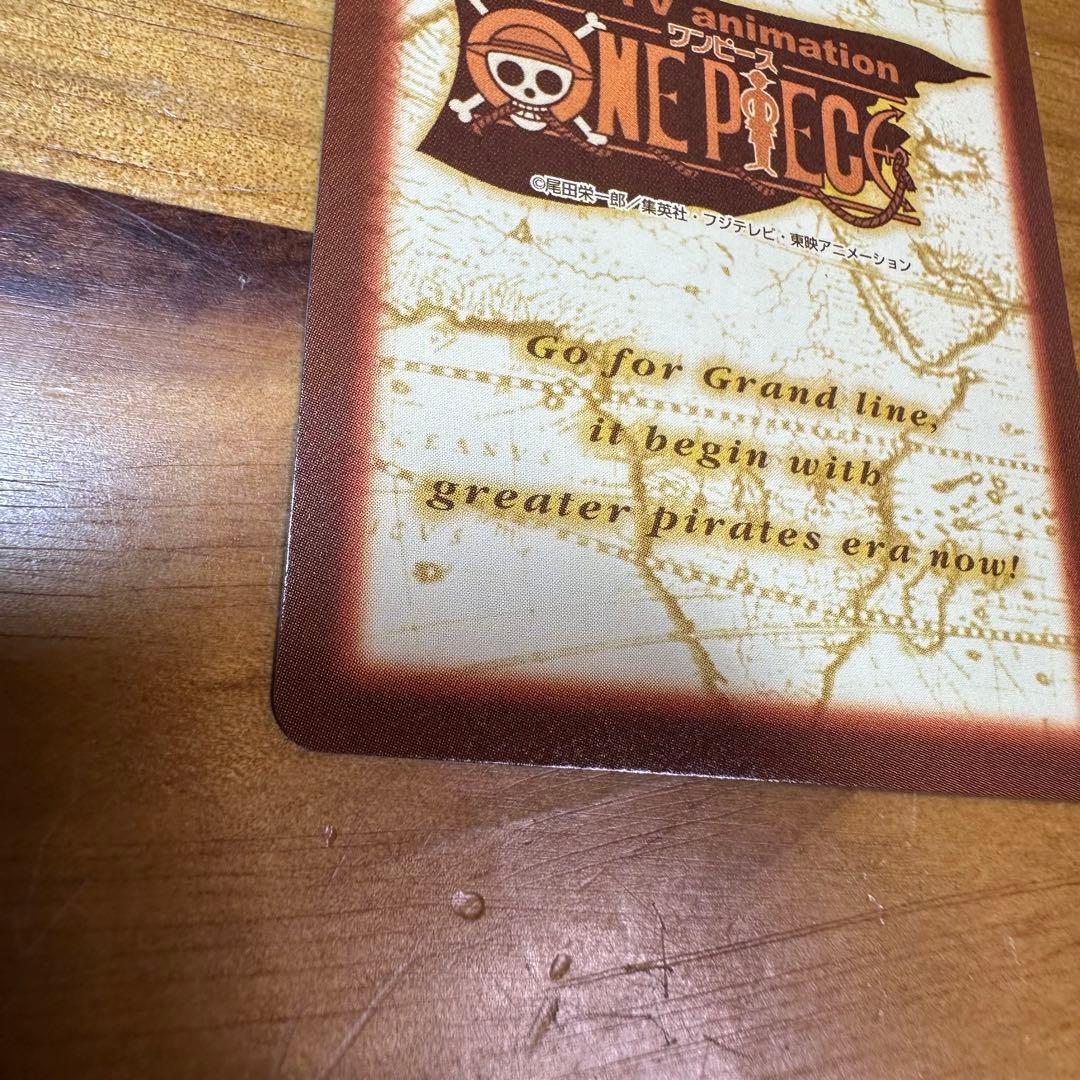 TV animation
ワンピース
ONE PIECE
©尾田栄一郎／集英社・フジテレビ・東映アニメーション
Go for Grand line,
it begin with
greater pirates era now!